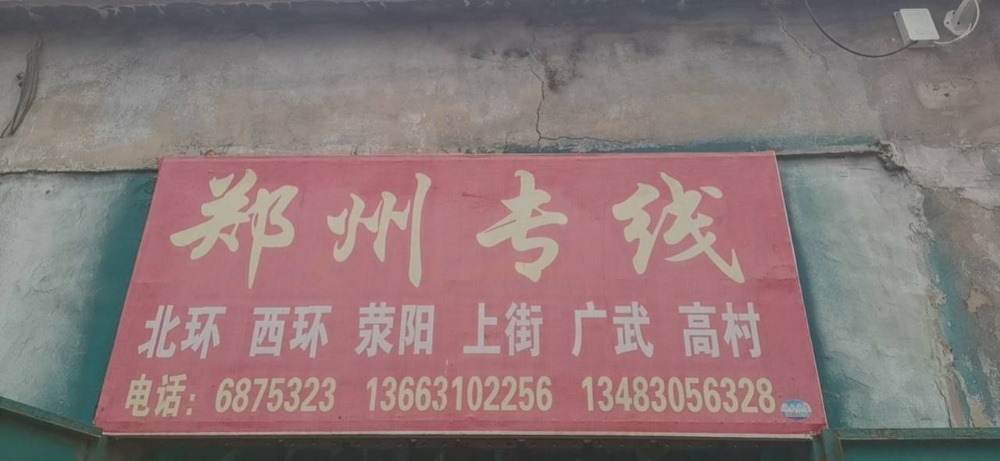 郑州专线
北环 西环 荥阳 上街 广武 高村
电话：6875323 13663102256 13483056328